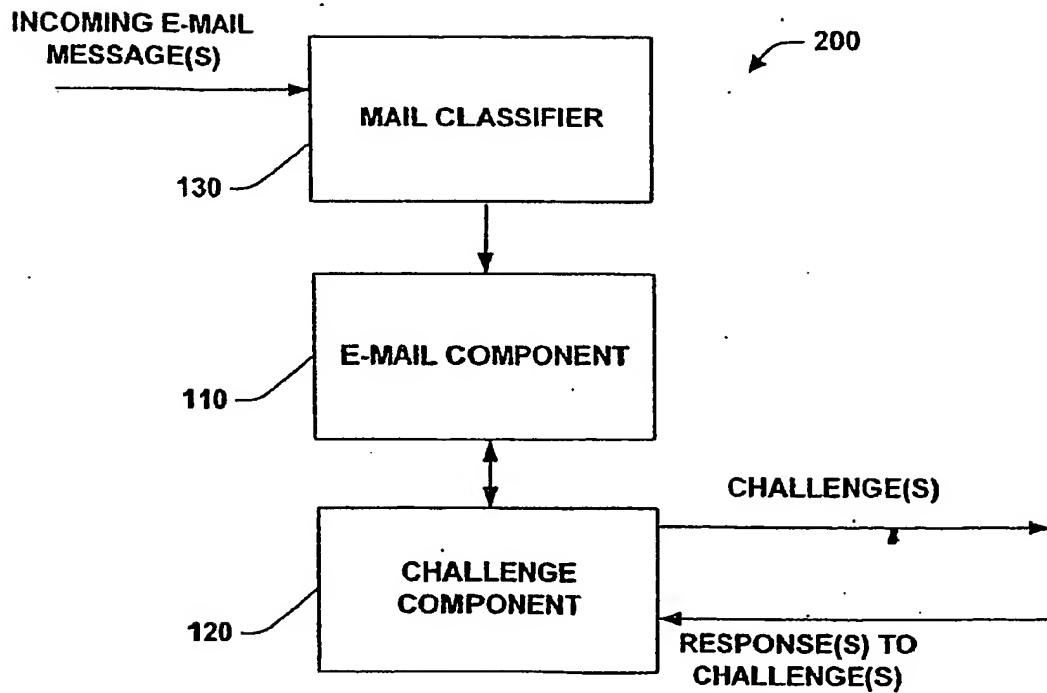 INCOMING E-MAIL
MESSAGE(S)
200
MAIL CLASSIFIER
130
E-MAIL COMPONENT
110
CHALLENGE(S)
CHALLENGE
COMPONENT
120
RESPONSE(S) TO
CHALLENGE(S)